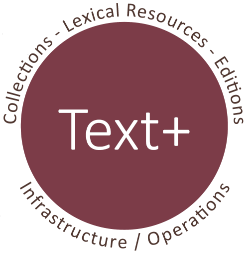 Collections - Lexical Resources - Editions
Text+
Infrastructure / Operations